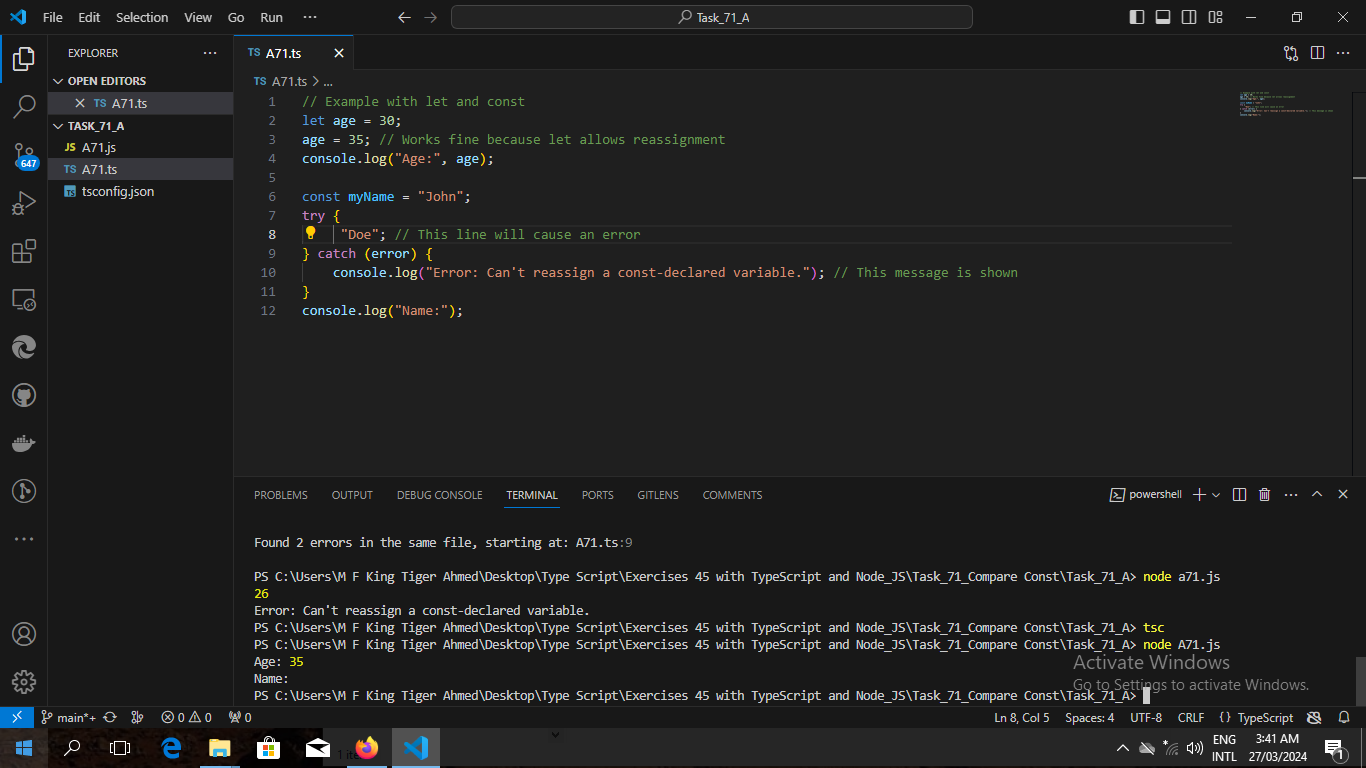 File Edit Selection View Go Run ··· Task_71_A
EXPLORER ···
OPEN EDITORS
TS A71.ts
TASK_71_A
JS A71.js
TS A71.ts
TS tsconfig.json
647
TS A71.ts
TS A71.ts > ...
1 // Example with let and const
2 let age = 30;
3 age = 35; // Works fine because let allows reassignment
4 console.log("Age:", age);
5
6 const myName = "John";
7 try {
8 "Doe"; // This line will cause an error
9 } catch (error) {
10 console.log("Error: Can't reassign a const-declared variable."); // This message is shown
11 }
12 console.log("Name:");
PROBLEMS OUTPUT DEBUG CONSOLE TERMINAL PORTS GITLENS COMMENTS powershell
Found 2 errors in the same file, starting at: A71.ts:9
PS C:\Users\M F King Tiger Ahmed\Desktop\Type Script\Exercises 45 with TypeScript and Node_JS\Task_71_Compare Const\Task_71_A> node a71.js
26
Error: Can't reassign a const-declared variable.
PS C:\Users\M F King Tiger Ahmed\Desktop\Type Script\Exercises 45 with TypeScript and Node_JS\Task_71_Compare Const\Task_71_A> tsc
PS C:\Users\M F King Tiger Ahmed\Desktop\Type Script\Exercises 45 with TypeScript and Node_JS\Task_71_Compare Const\Task_71_A> node A71.js
Age: 35
Name:
PS C:\Users\M F King Tiger Ahmed\Desktop\Type Script\Exercises 45 with TypeScript and Node_JS\Task_71_Compare Const\Task_71_A>
Activate Windows
Go to Settings to activate Windows.
main*+ 0 0 0 Ln 8, Col 5 Spaces: 4 UTF-8 CRLF {} TypeScript
ENG
INTL
3:41 AM
27/03/2024
1